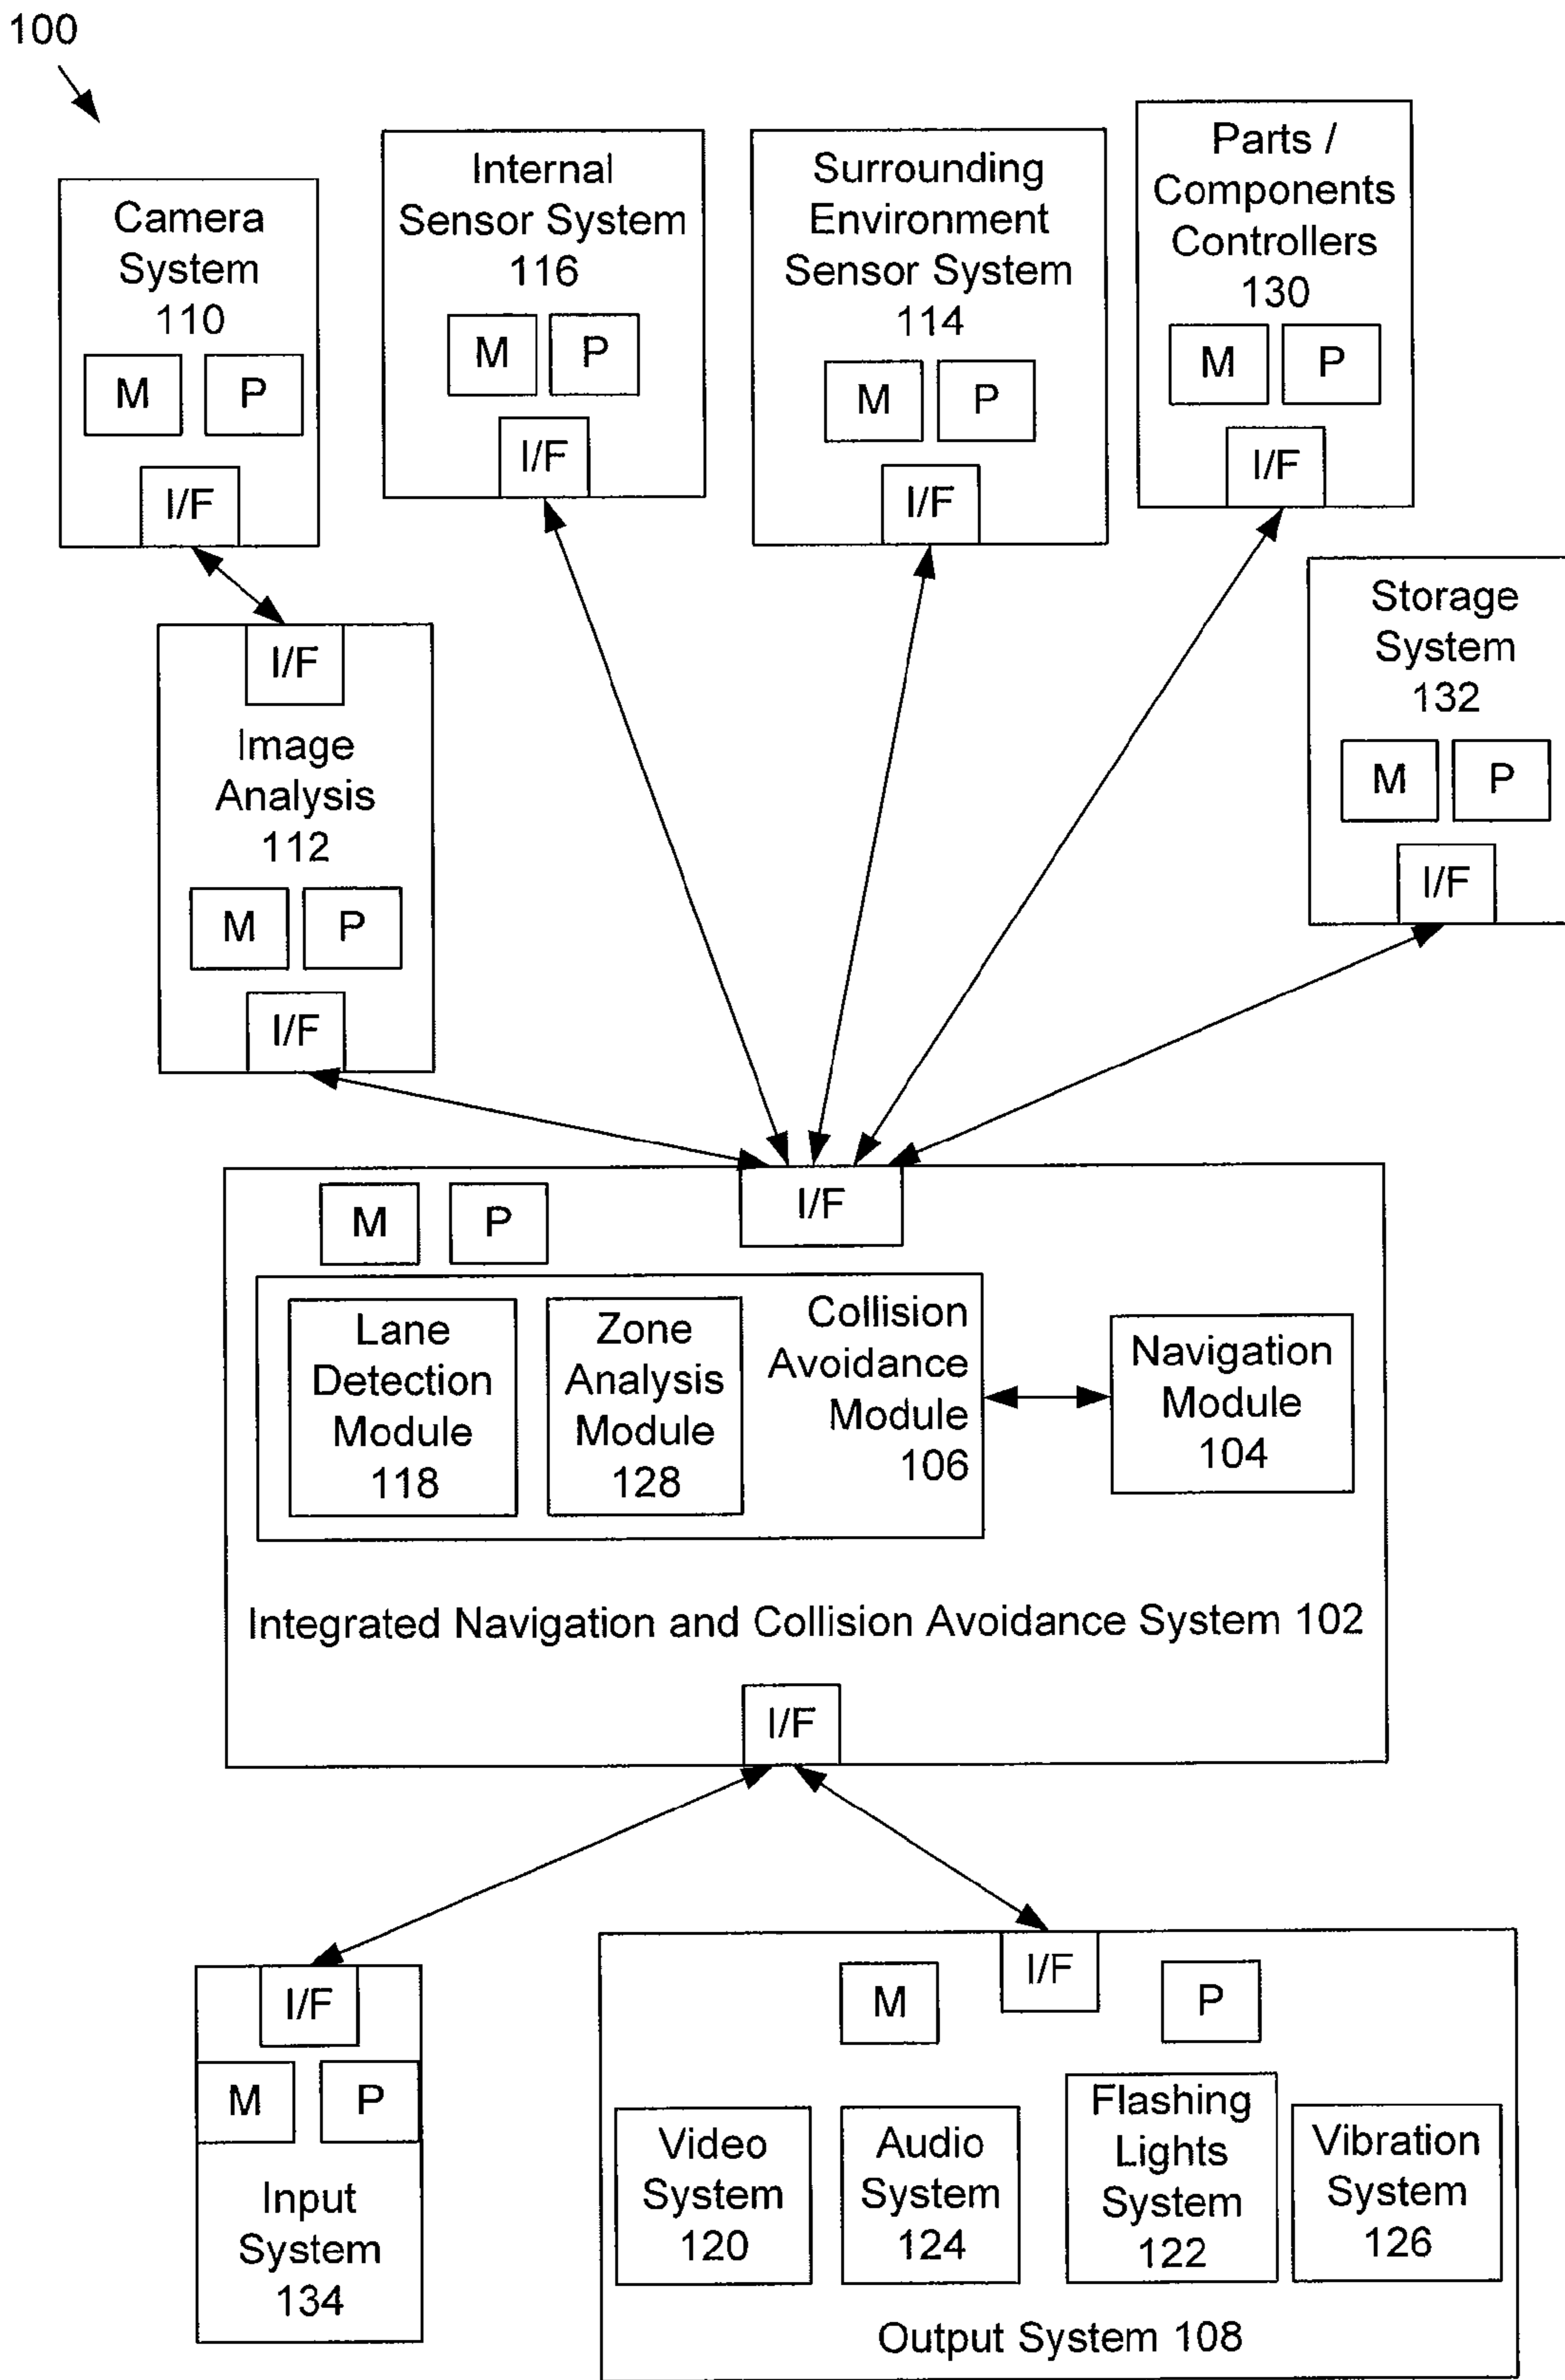 100
Camera
System
110
M
P
I/F
Internal
Sensor System
116
M
P
I/F
Surrounding
Environment
Sensor System
114
M
P
I/F
Parts /
Components
Controllers
130
M
P
I/F
Storage
System
132
M
P
I/F
I/F
Image
Analysis
112
M
P
I/F
M
P
I/F
Lane
Detection
Module
118
Zone
Analysis
Module
128
Collision
Avoidance
Module
106
Navigation
Module
104
Integrated Navigation and Collision Avoidance System 102
I/F
I/F
M
P
Input
System
134
M
I/F
P
Video
System
120
Audio
System
124
Flashing
Lights
System
122
Vibration
System
126
Output System 108